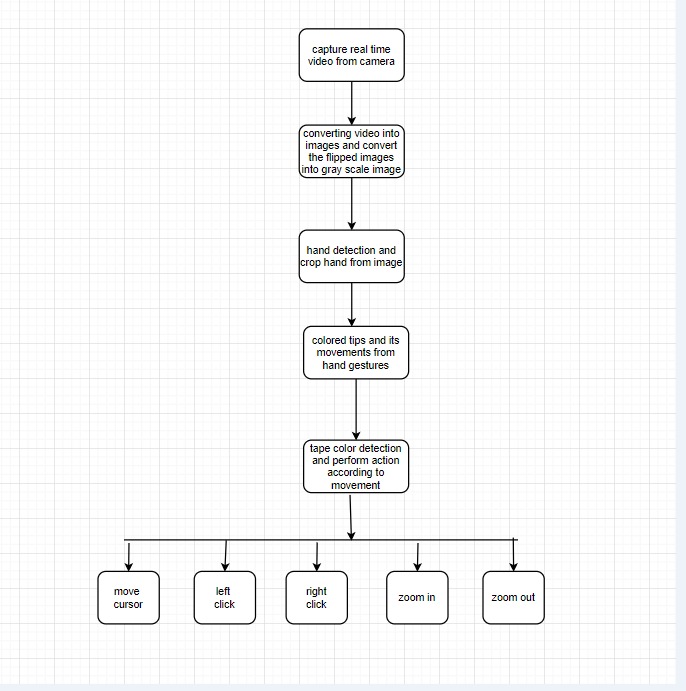 capture real time
video from camera
converting video into
images and convert
the flipped images
into gray scale image
hand detection and
crop hand from image
colored tips and its
movements from
hand gestures
tape color detection
and perform action
according to
movement
move
cursor
left
click
right
click
zoom in
zoom out